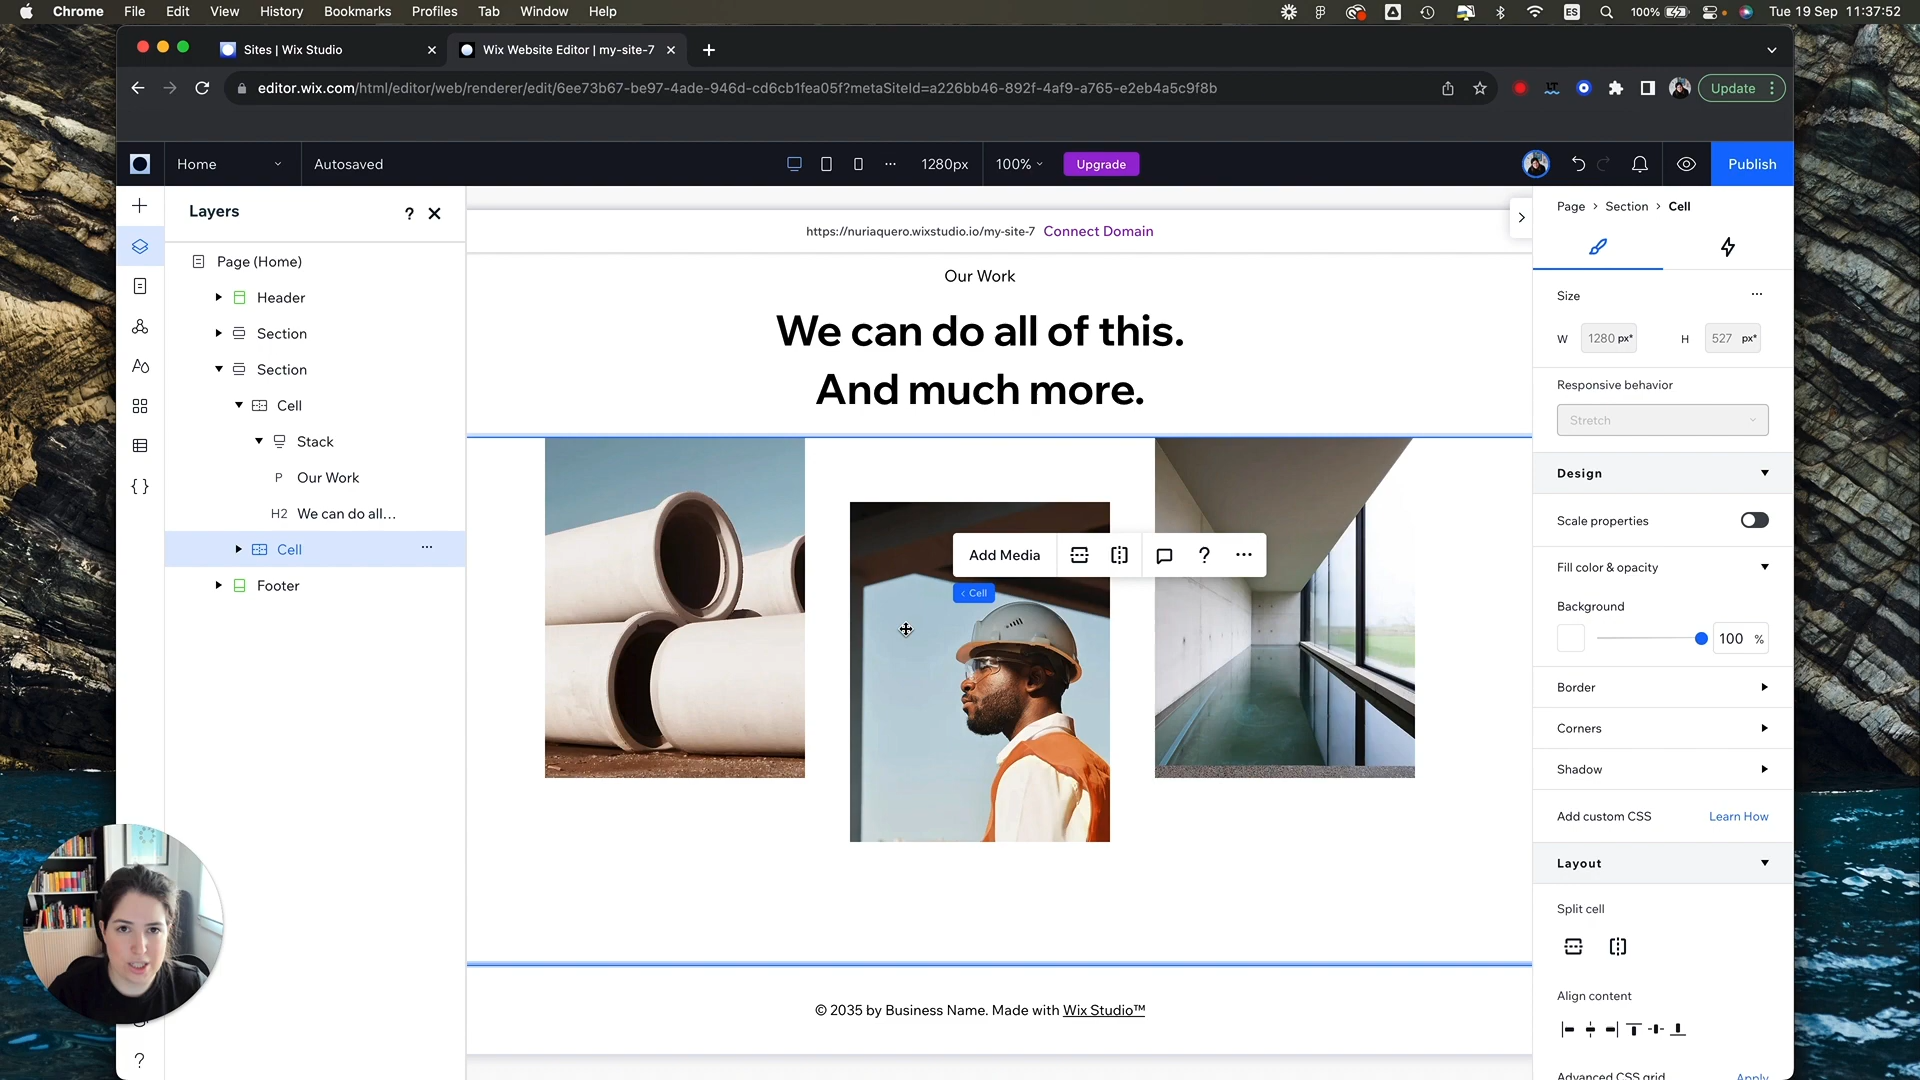 Chrome File Edit View History Bookmarks Profiles Tab Window Help ES 100% Tue 19 Sep 11:37:52
Sites | Wix Studio
Wix Website Editor | my-site-7
editor.wix.com/html/editor/web/renderer/edit/6ee73b67-be97-4ade-946d-cd6cb1fea05f?metaSiteId=a226bb46-892f-4af9-a765-e2eb4a5c9f8b
Update
Home Autosaved 1280px 100% Upgrade Publish
Layers ?
Page (Home)
Header
Section
Section
Cell
Stack
P Our Work
H2 We can do all...
Cell
Footer
?
https://nuriaquero.wixstudio.io/my-site-7 Connect Domain
Our Work
We can do all of this.
And much more.
Add Media ?
< Cell
© 2035 by Business Name. Made with Wix Studio™
Page > Section > Cell
Size
W 1280 px* H 527 px*
Responsive behavior
Stretch
Design
Scale properties
Fill color & opacity
Background
100 %
Border
Corners
Shadow
Add custom CSS Learn How
Layout
Split cell
Align content
Advanced CSS grid Apply